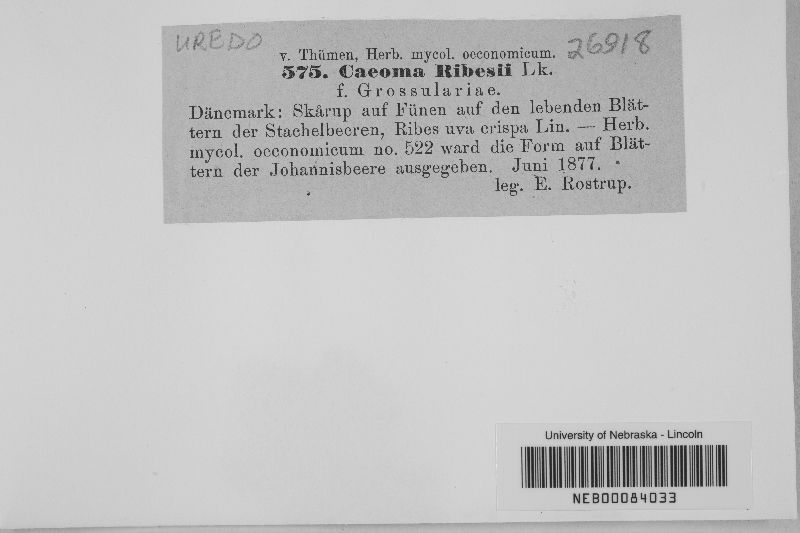 UREDO
26918
v. Thümen, Herb. mycol. oeconomicum.
575. Caeoma Ribesii Lk.
f. Grossulariae.
Dänemark: Skårup auf Fünen auf den lebenden Blät-
tern der Stachelbeeren, Ribes uva crispa Lin. — Herb.
mycol. oeconomicum no. 522 ward die Form auf Blät-
tern der Johannisbeere ausgegeben. Juni 1877.
leg. E. Rostrup.
University of Nebraska - Lincoln
NEB00084033